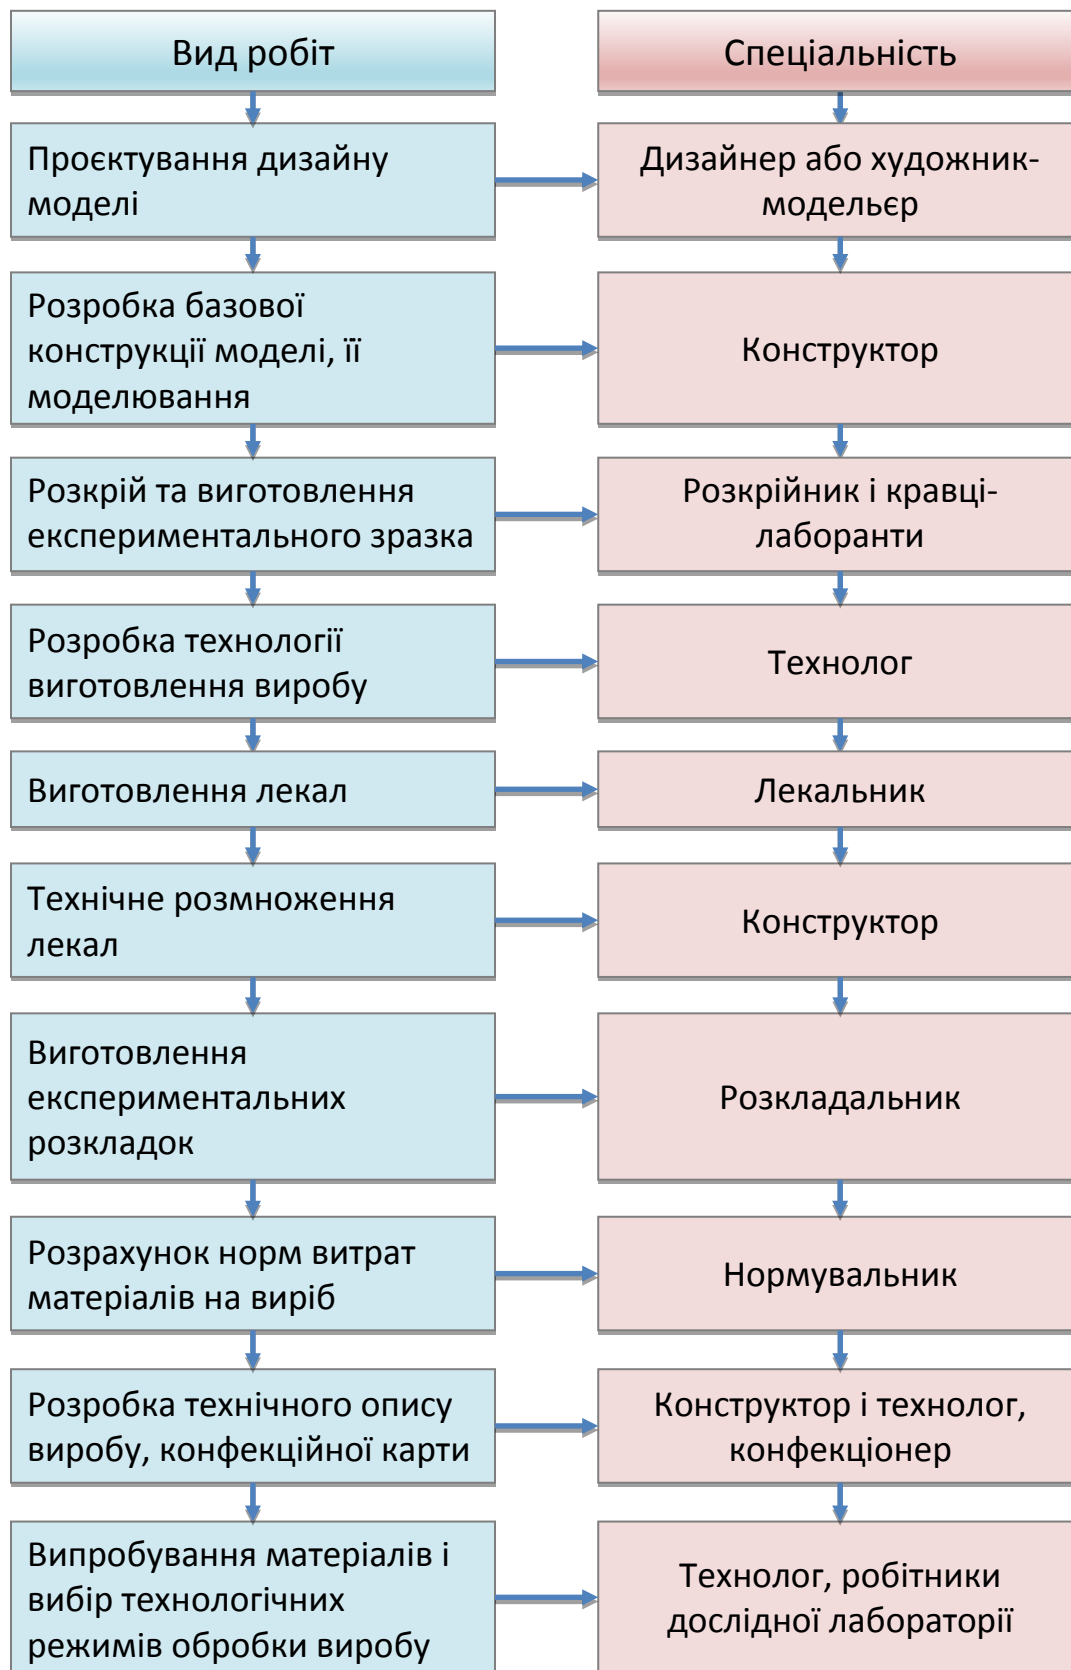 Вид робіт
Спеціальність
Проєктування дизайну
моделі
Дизайнер або художник-
модельєр
Розробка базової
конструкції моделі, її
моделювання
Конструктор
Розкрій та виготовлення
експериментального зразка
Розкрійник і кравці-
лаборанти
Розробка технології
виготовлення виробу
Технолог
Виготовлення лекал
Лекальник
Технічне розмноження
лекал
Конструктор
Виготовлення
експериментальних
розкладок
Розкладальник
Розрахунок норм витрат
матеріалів на виріб
Нормувальник
Розробка технічного опису
виробу, конфекційної карти
Конструктор і технолог,
конфекціонер
Випробування матеріалів і
вибір технологічних
режимів обробки виробу
Технолог, робітники
дослідної лабораторії